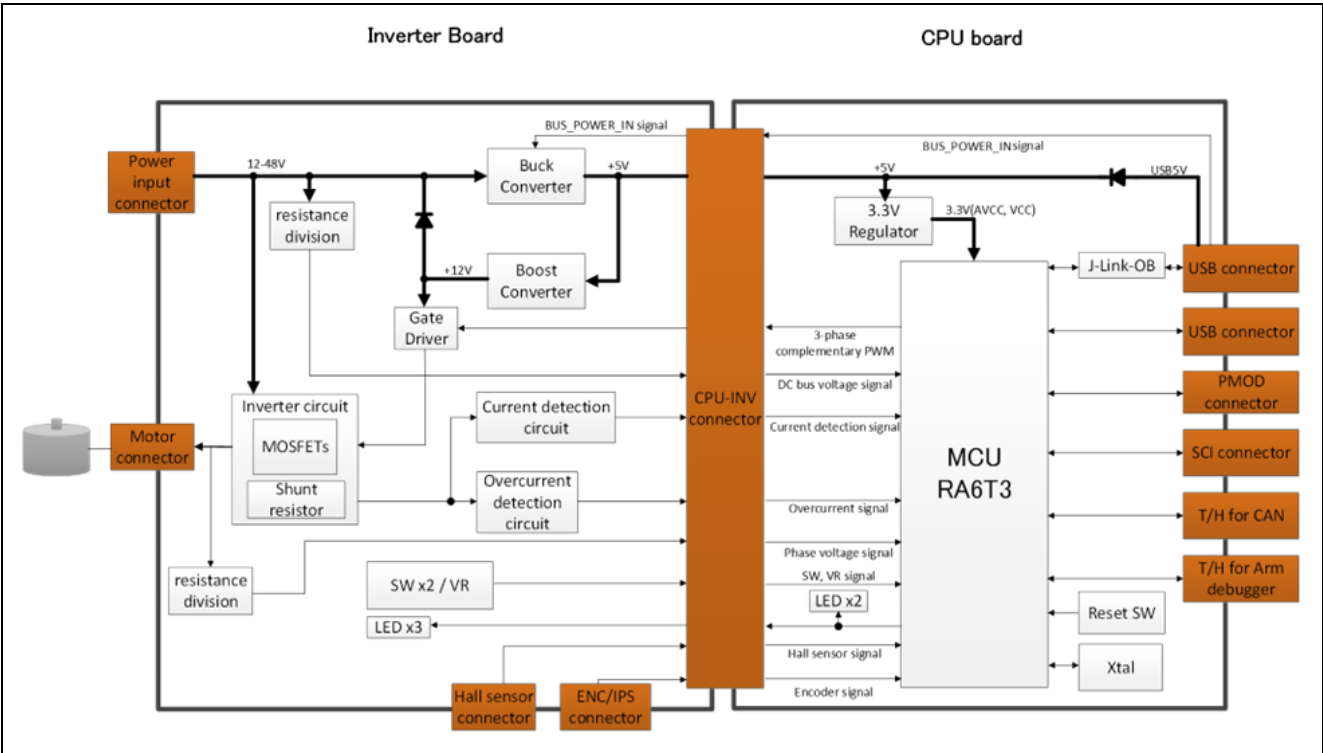 Inverter Board
CPU board
BUS_POWER_IN signal
BUS_POWER_IN signal
Power
input
connector
12-48V
Buck
Converter
+5V
+5V
USB5V
resistance
division
3.3V
Regulator
3.3V(AVCC, VCC)
+12V
Boost
Converter
J-Link-OB
USB connector
Gate
Driver
3-phase
complementary PWM
USB connector
DC bus voltage signal
PMOD
connector
CPU-INV
connector
Inverter circuit
MOSFETs
Shunt
resistor
Current detection
circuit
Current detection signal
Motor
connector
MCU
RA6T3
SCI connector
Overcurrent
detection
circuit
Overcurrent signal
T/H for CAN
Phase voltage signal
resistance
division
SW x2 / VR
SW, VR signal
T/H for Arm
debugger
LED x2
LED x3
Reset SW
Hall sensor signal
Xtal
Hall sensor
connector
ENC/IPS
connector
Encoder signal